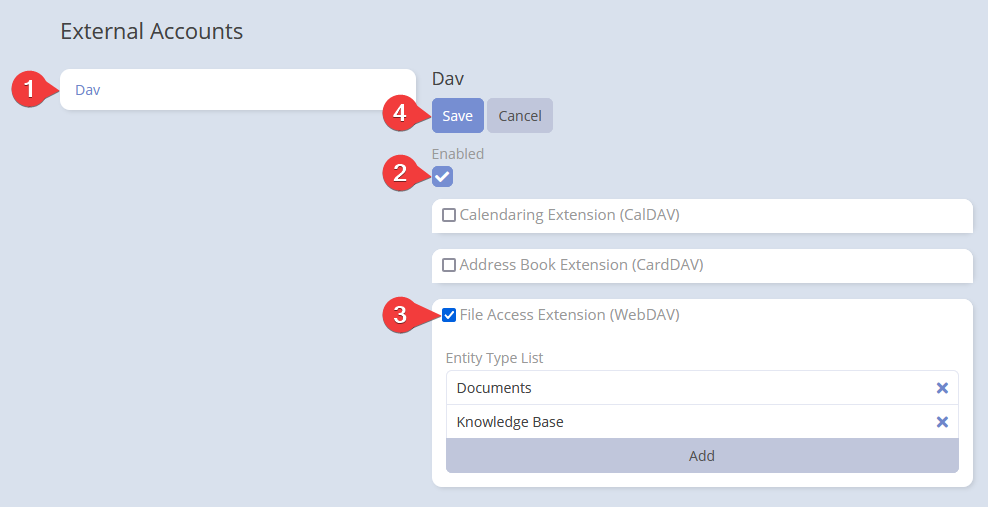 External Accounts
1
Dav
Dav
4
Save
Cancel
Enabled
2
Calendaring Extension (CalDAV)
Address Book Extension (CardDAV)
3
File Access Extension (WebDAV)
Entity Type List
Documents
Knowledge Base
Add